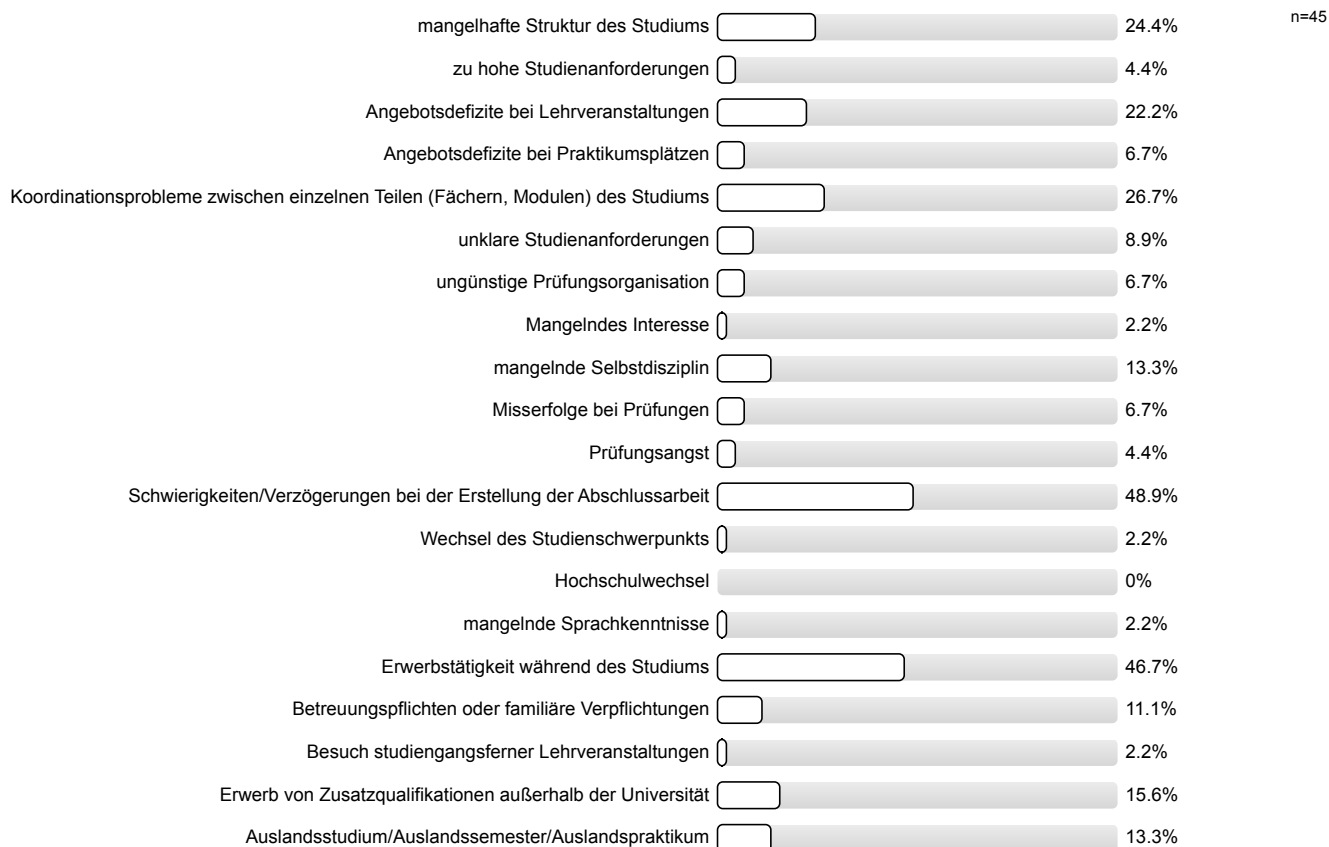 mangelhafte Struktur des Studiums 24.4% n=45
zu hohe Studienanforderungen 4.4%
Angebotsdefizite bei Lehrveranstaltungen 22.2%
Angebotsdefizite bei Praktikumsplätzen 6.7%
Koordinationsprobleme zwischen einzelnen Teilen (Fächern, Modulen) des Studiums 26.7%
unklare Studienanforderungen 8.9%
ungünstige Prüfungsorganisation 6.7%
Mangelndes Interesse 2.2%
mangelnde Selbstdisziplin 13.3%
Misserfolge bei Prüfungen 6.7%
Prüfungsangst 4.4%
Schwierigkeiten/Verzögerungen bei der Erstellung der Abschlussarbeit 48.9%
Wechsel des Studienschwerpunkts 2.2%
Hochschulwechsel 0%
mangelnde Sprachkenntnisse 2.2%
Erwerbstätigkeit während des Studiums 46.7%
Betreuungspflichten oder familiäre Verpflichtungen 11.1%
Besuch studiengangsferner Lehrveranstaltungen 2.2%
Erwerb von Zusatzqualifikationen außerhalb der Universität 15.6%
Auslandsstudium/Auslandssemester/Auslandspraktikum 13.3%